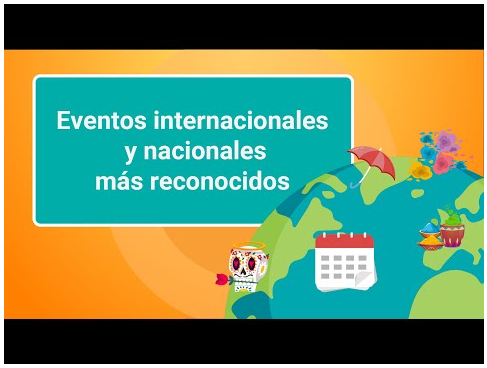 Eventos internacionales
y nacionales
más reconocidos